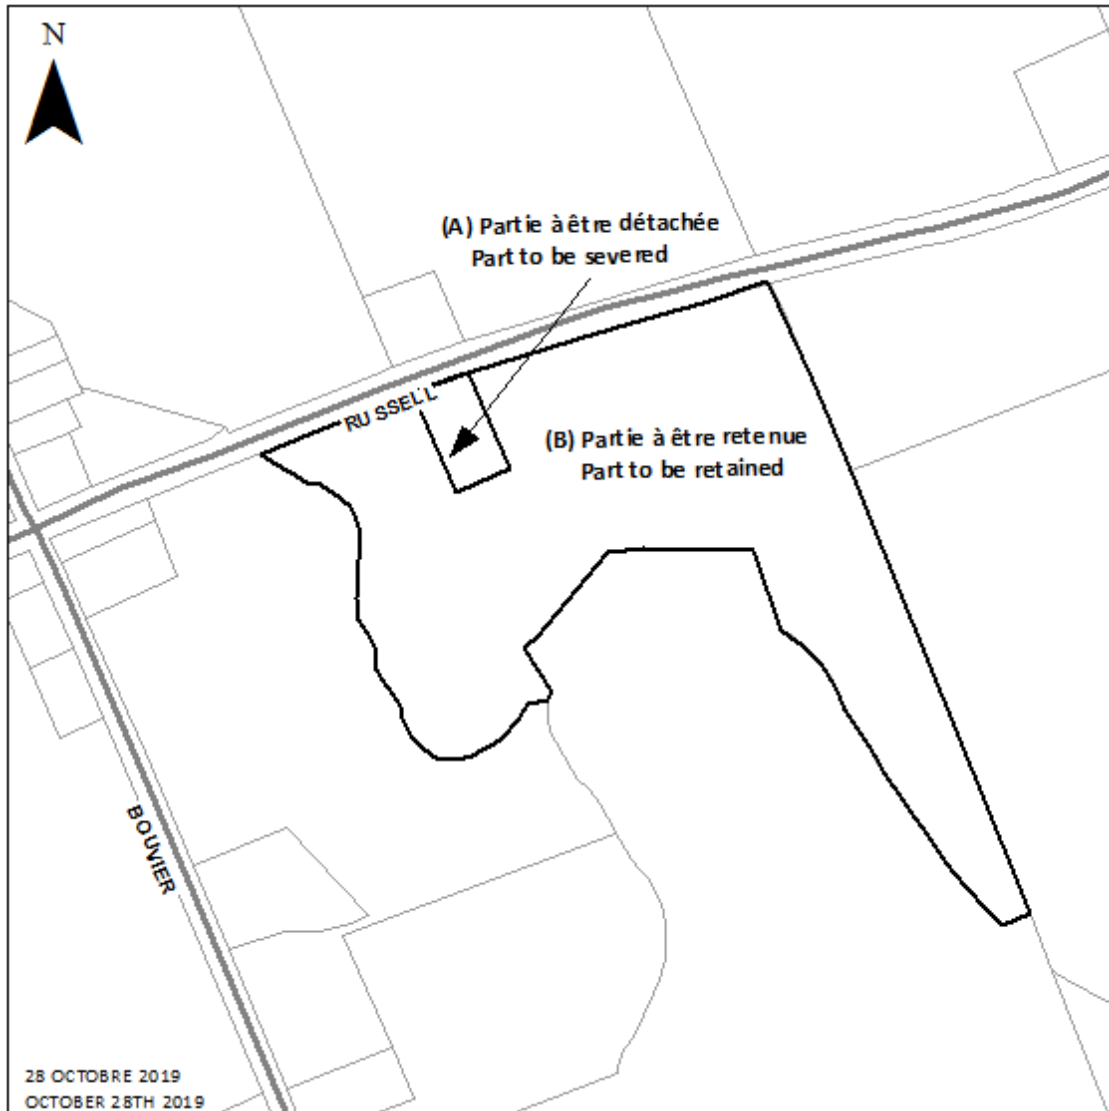 N
(A) Partie à être détachée
Part to be severed
RUSSELL
(B) Partie à être retenue
Part to be retained
BOUVIER
28 OCTOBRE 2019
OCTOBER 28TH 2019